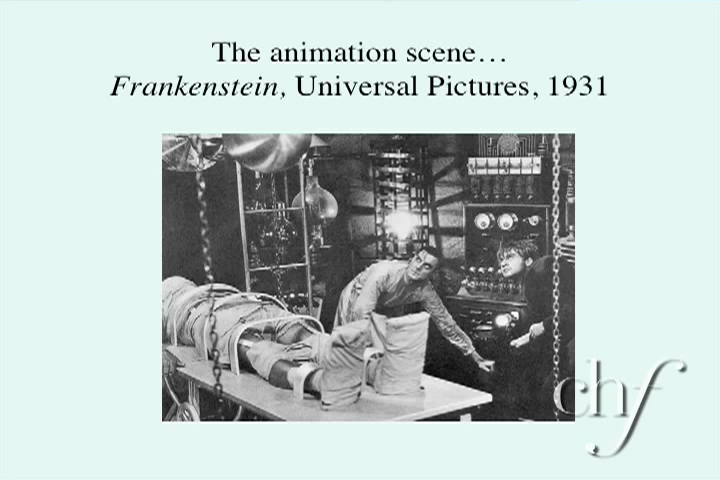 The animation scene…
Frankenstein, Universal Pictures, 1931
chf